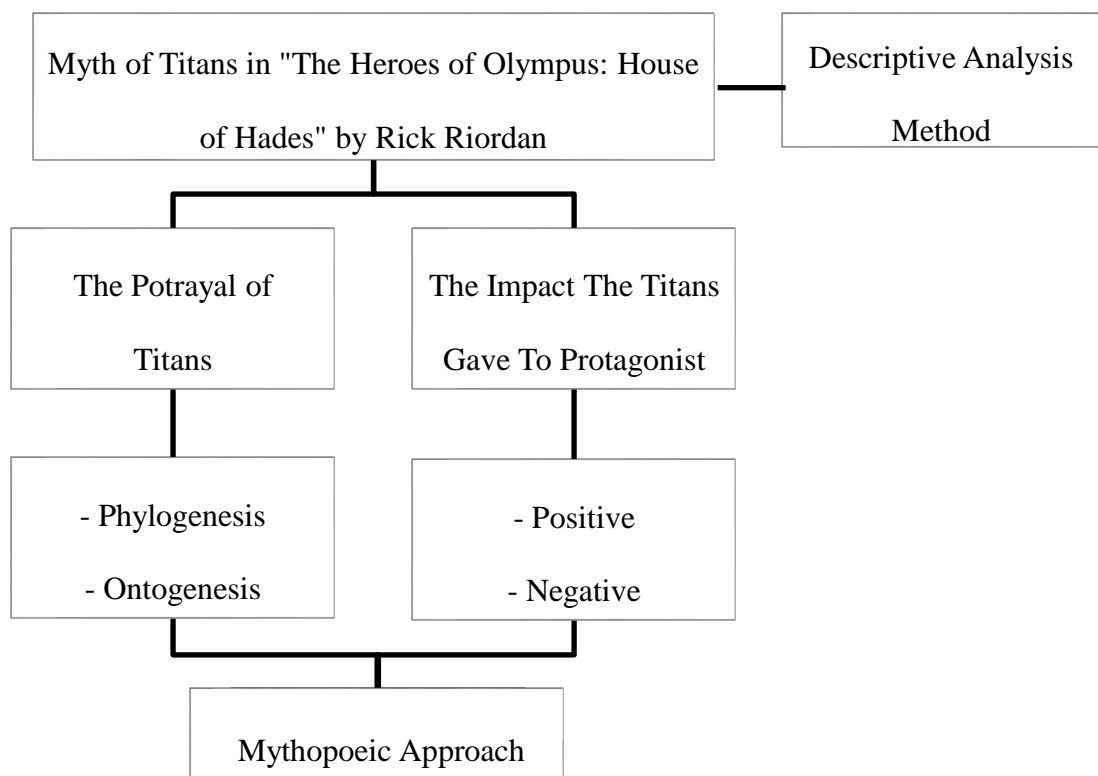 Myth of Titans in "The Heroes of Olympus: House
of Hades" by Rick Riordan
Descriptive Analysis
Method
The Potrayal of
Titans
The Impact The Titans
Gave To Protagonist
- Phylogenesis
- Ontogenesis
- Positive
- Negative
Mythopoeic Approach